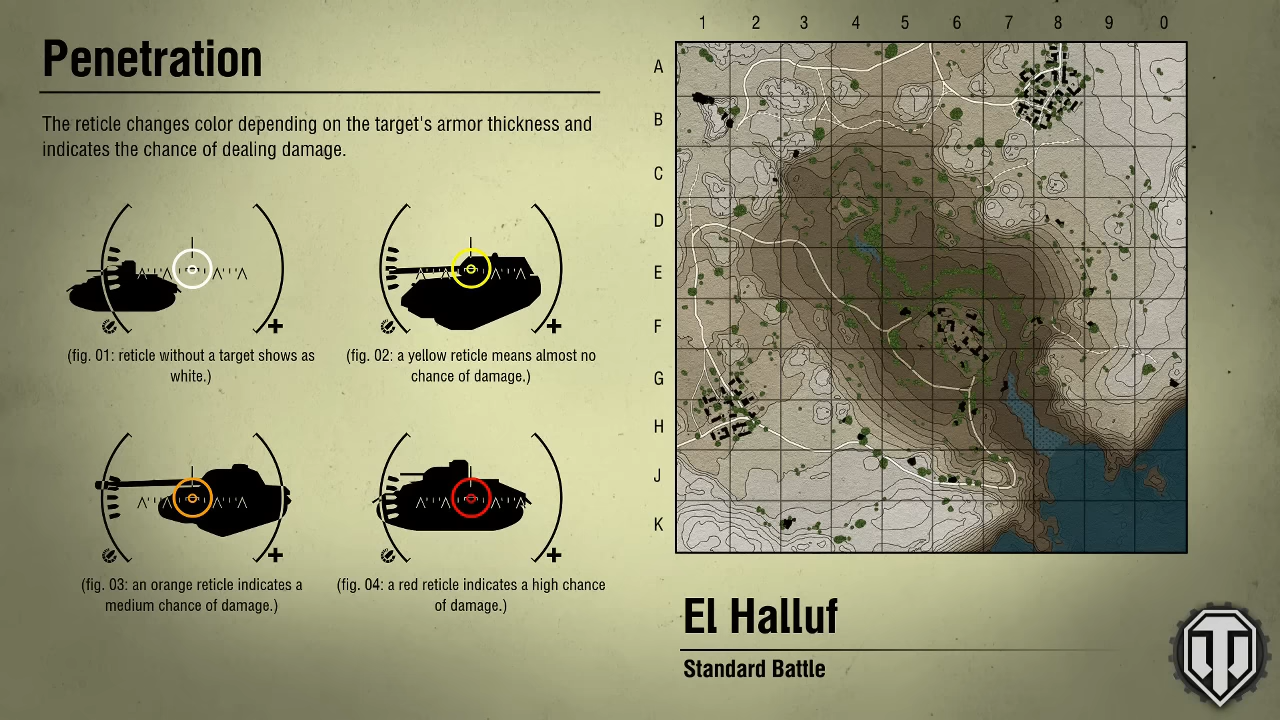 Penetration
The reticle changes color depending on the target's armor thickness and
indicates the chance of dealing damage.
(fig. 01: reticle without a target shows as
white.)
(fig. 02: a yellow reticle means almost no
chance of damage.)
(fig. 03: an orange reticle indicates a
medium chance of damage.)
(fig. 04: a red reticle indicates a high chance
of damage.)
1 2 3 4 5 6 7 8 9 0
A
B
C
D
E
F
G
H
J
K
El Halluf
Standard Battle